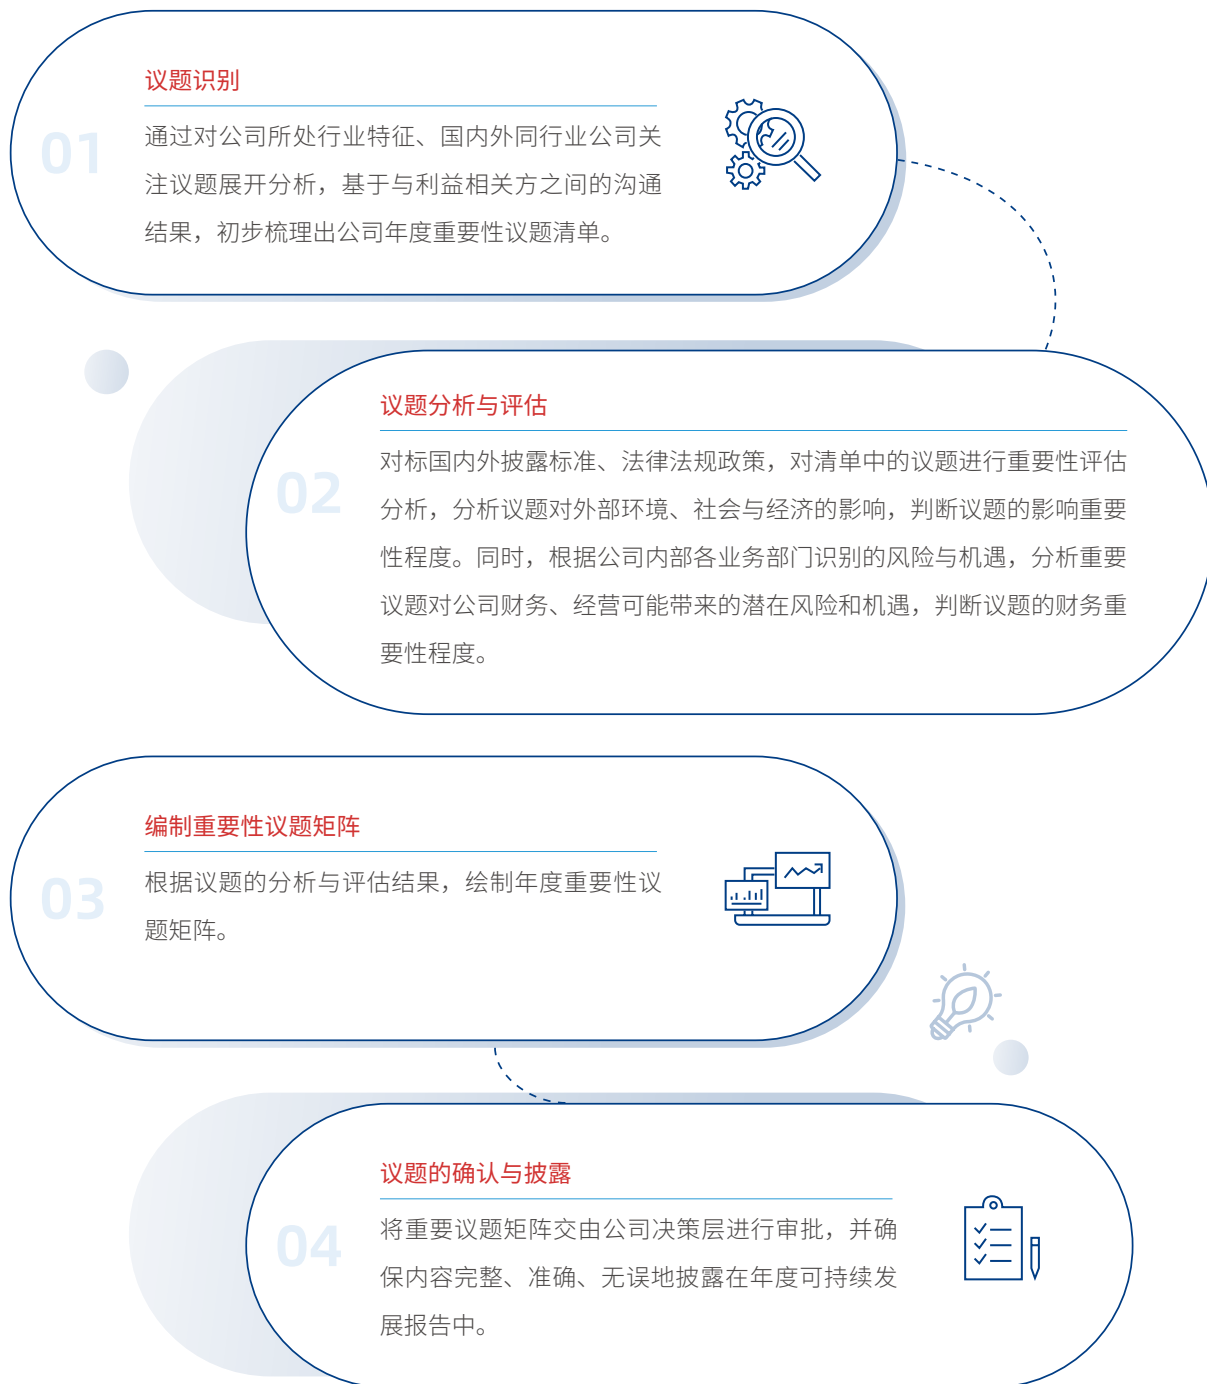 01
议题识别
通过对公司所处行业特征、国内外同行业公司关
注议题展开分析，基于与利益相关方之间的沟通
结果，初步梳理出公司年度重要性议题清单。
02
议题分析与评估
对标国内外披露标准、法律法规政策，对清单中的议题进行重要性评估
分析，分析议题对外部环境、社会与经济的影响，判断议题的影响重要
性程度。同时，根据公司内部各业务部门识别的风险与机遇，分析重要
议题对公司财务、经营可能带来的潜在风险和机遇，判断议题的财务重
要性程度。
03
编制重要性议题矩阵
根据议题的分析与评估结果，绘制年度重要性议
题矩阵。
04
议题的确认与披露
将重要议题矩阵交由公司决策层进行审批，并确
保内容完整、准确、无误地披露在年度可持续发
展报告中。